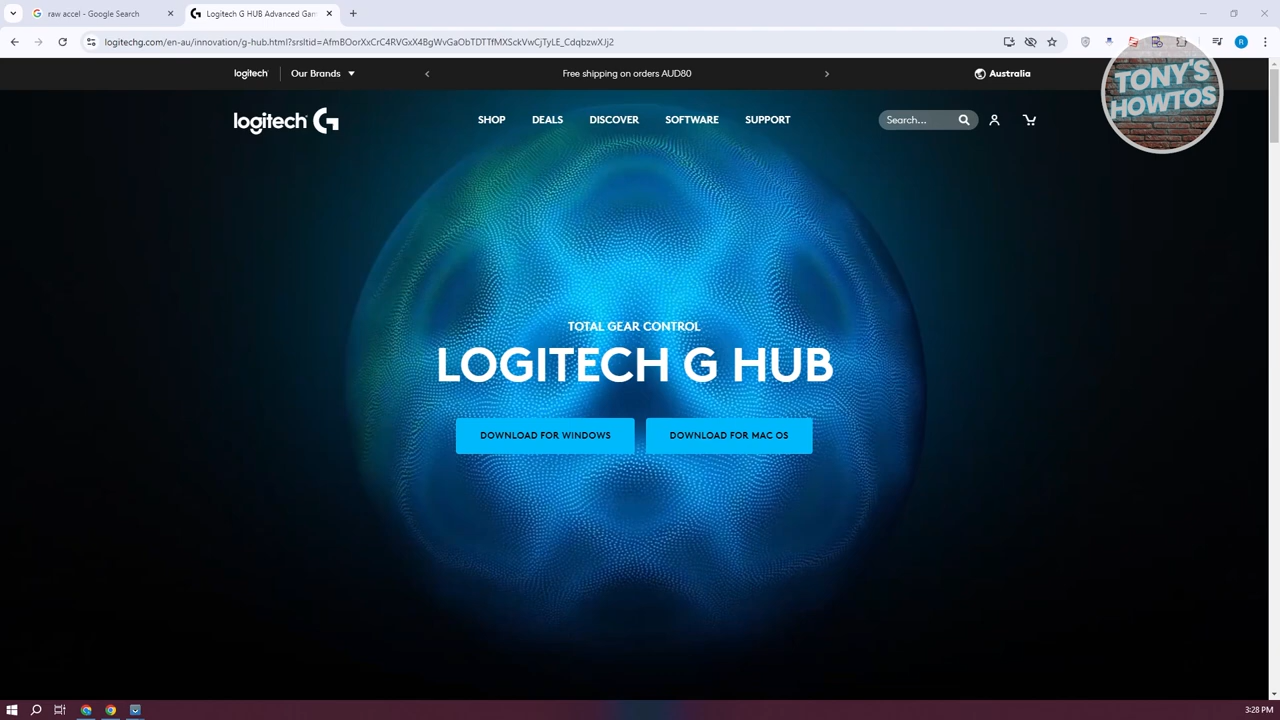 raw accel - Google Search
Logitech G HUB Advanced Gam
logitechg.com/en-au/innovation/g-hub.html?srsltid=AfmBOorXxCrC4RVGxX4BgWvGaObTDTTfMXSckVwCjTyLE_CdqbzwXJj2
R
logitech
Our Brands
Free shipping on orders AUD80
Australia
TONY'S
HOWTOS
logitech G
SHOP
DEALS
DISCOVER
SOFTWARE
SUPPORT
Search...
TOTAL GEAR CONTROL
LOGITECH G HUB
DOWNLOAD FOR WINDOWS
DOWNLOAD FOR MAC OS
3:28 PM